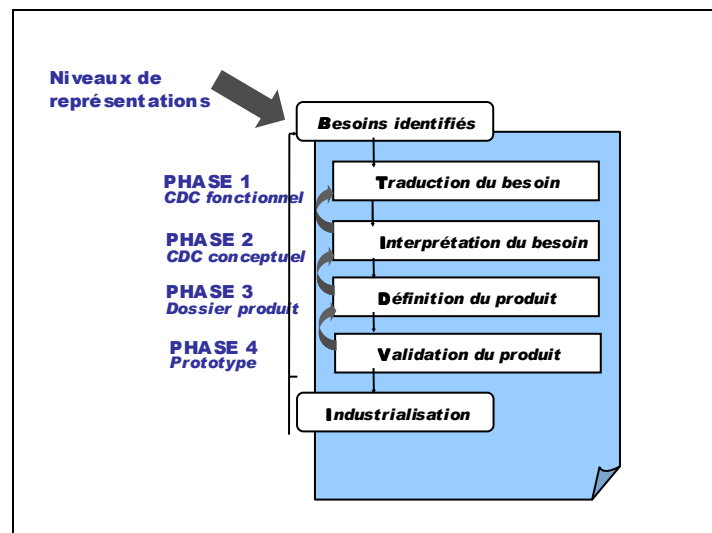 Niveaux de
représentations
Besoins identifiés
PHASE 1
CDC fonctionnel
Traduction du besoin
PHASE 2
CDC conceptuel
Interprétation du besoin
PHASE 3
Dossier produit
Définition du produit
PHASE 4
Prototype
Validation du produit
Industrialisation